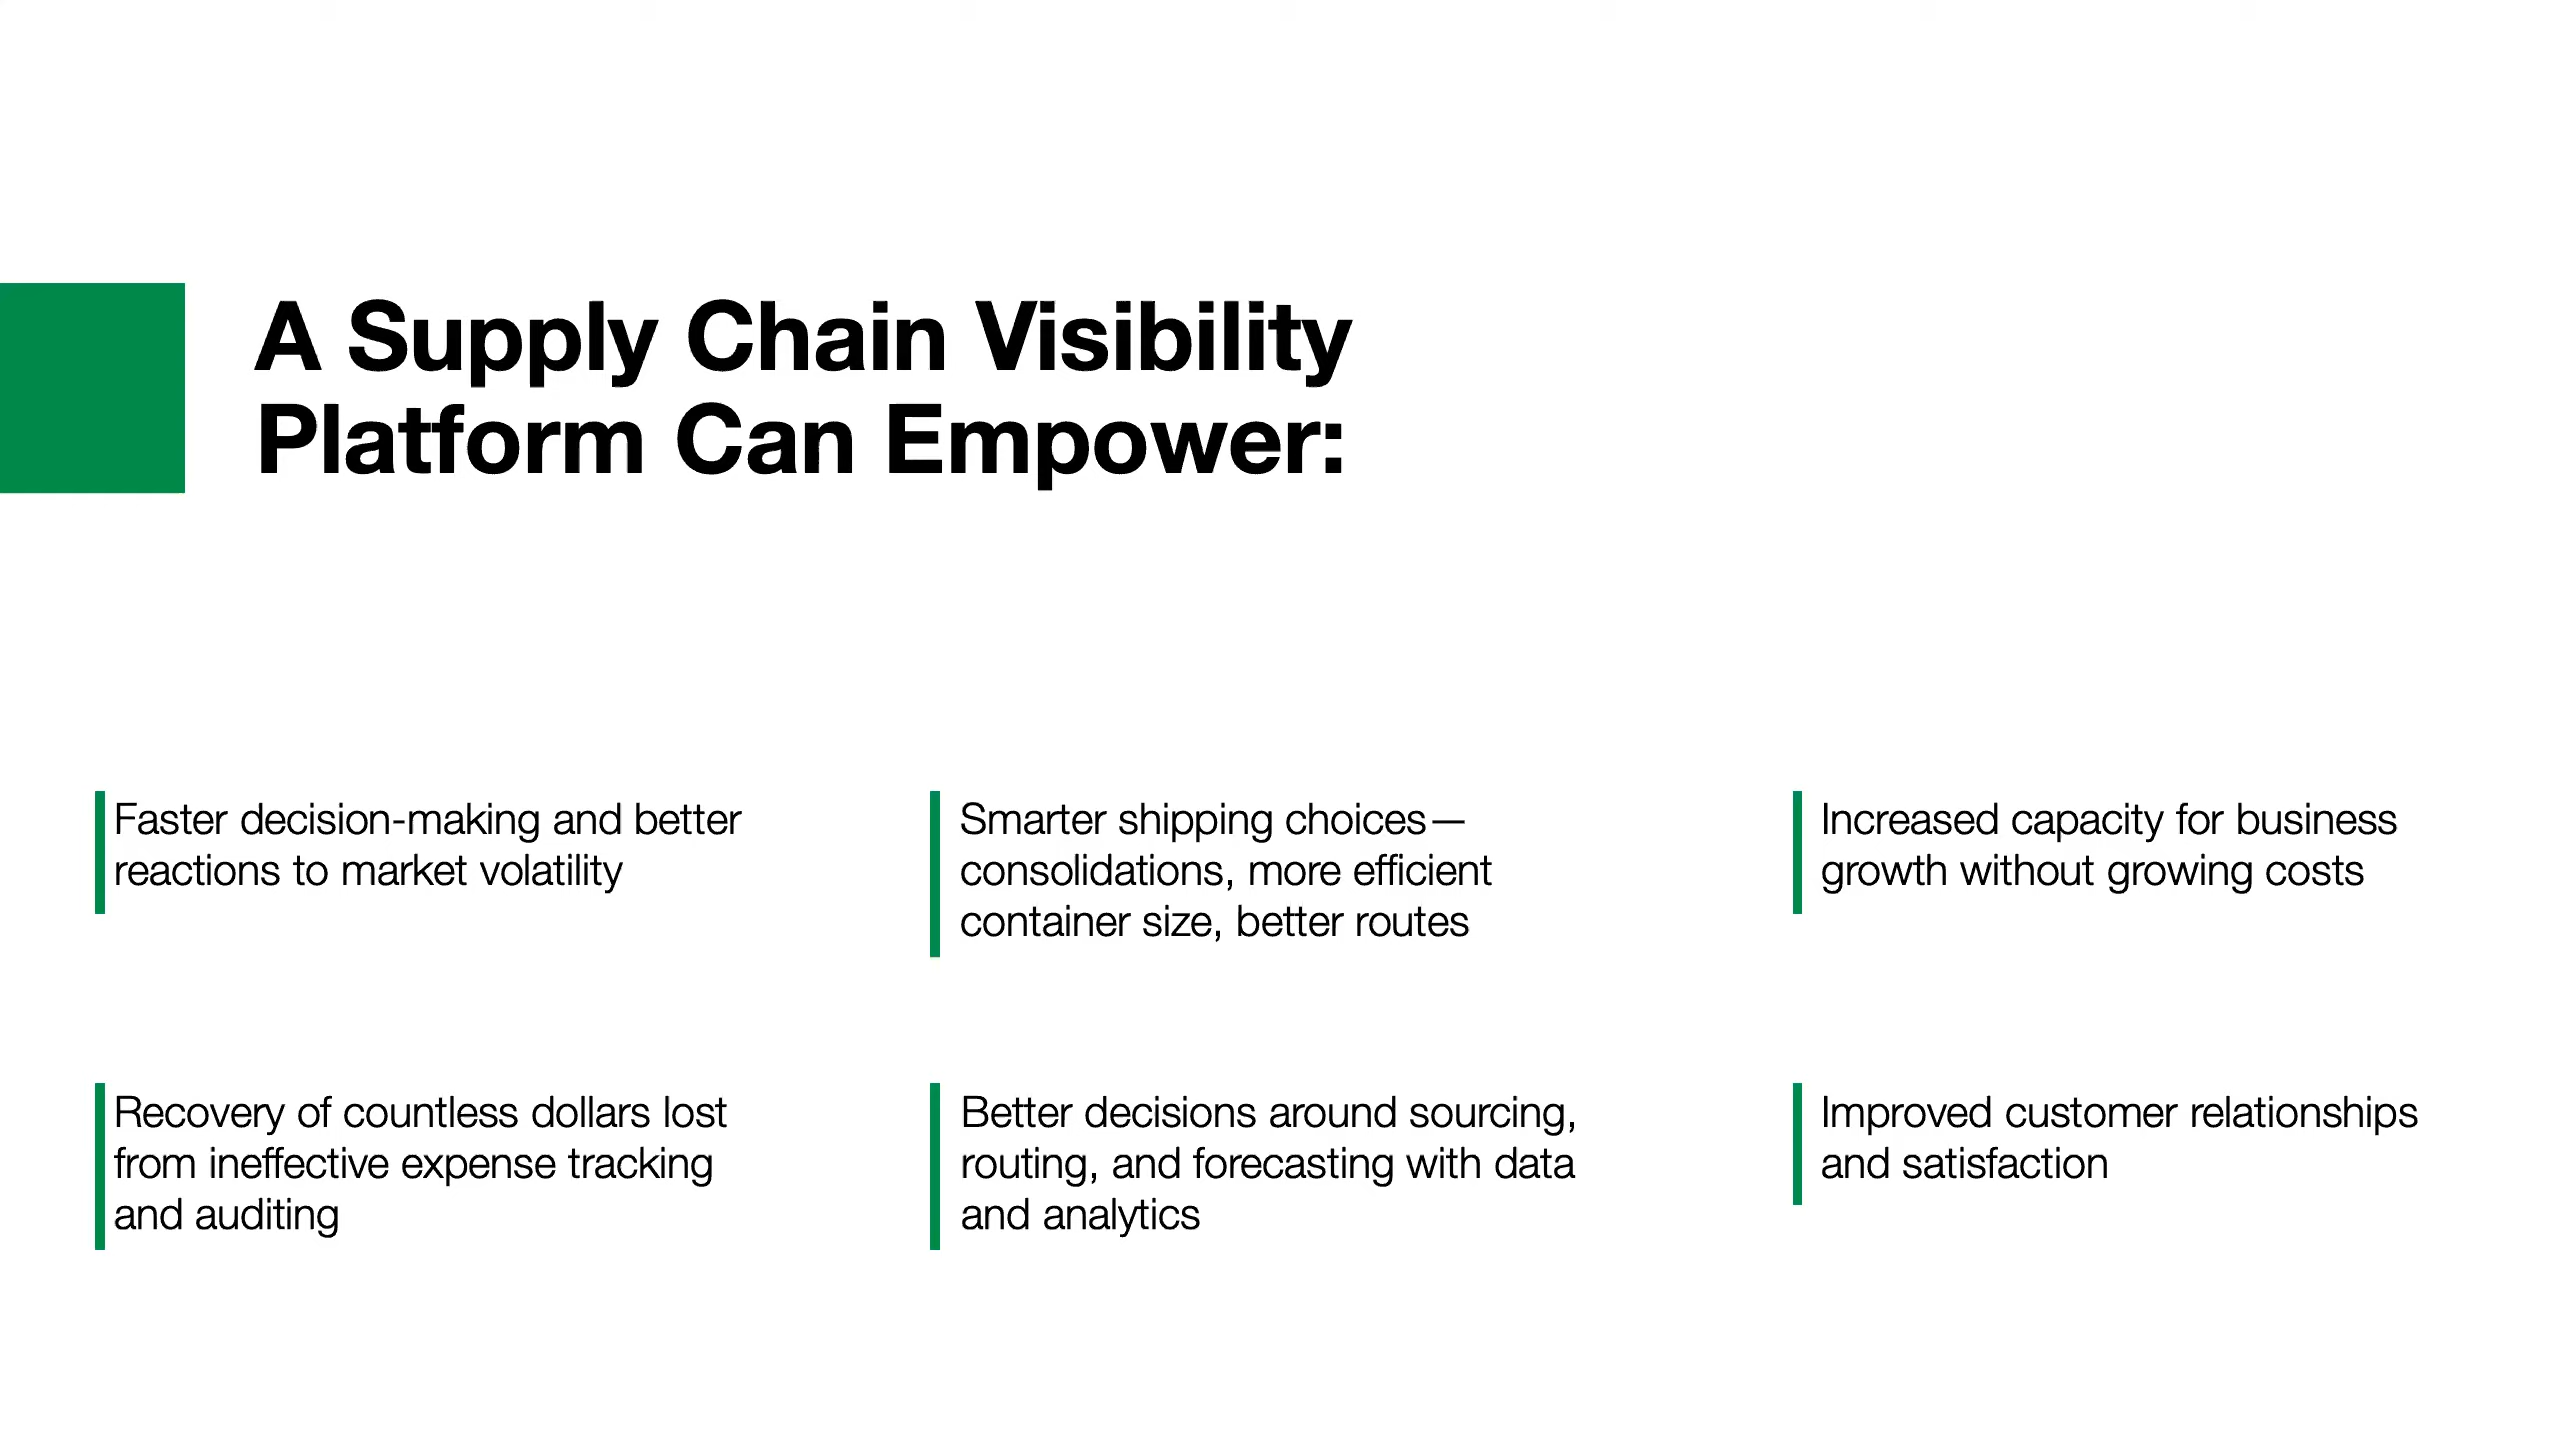 A Supply Chain Visibility
Platform Can Empower:
Faster decision-making and better
reactions to market volatility
Smarter shipping choices—
consolidations, more efficient
container size, better routes
Increased capacity for business
growth without growing costs
Recovery of countless dollars lost
from ineffective expense tracking
and auditing
Better decisions around sourcing,
routing, and forecasting with data
and analytics
Improved customer relationships
and satisfaction